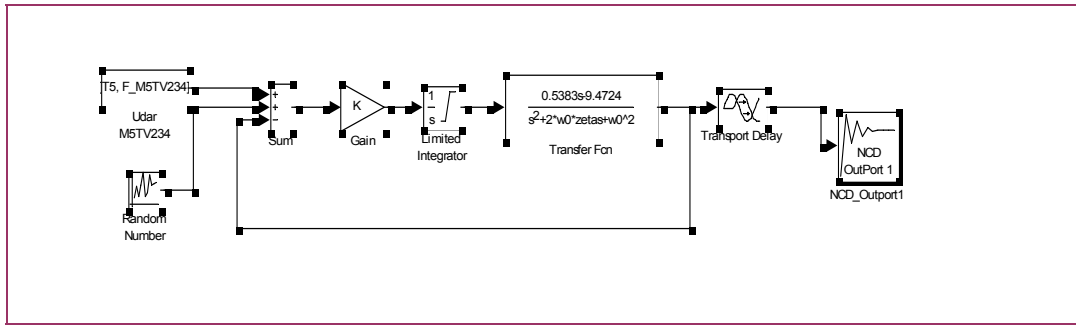 [T5, F_M5TV234]
Udar
M5TV234
Random
Number
+
+
−
Sum
K
Gain
1
s
Limited
Integrator
0.5383s-9.4724
s^2+2*w0*zetas+w0^2
Transfer Fcn
Transport Delay
NCD
OutPort 1
NCD_Outport1